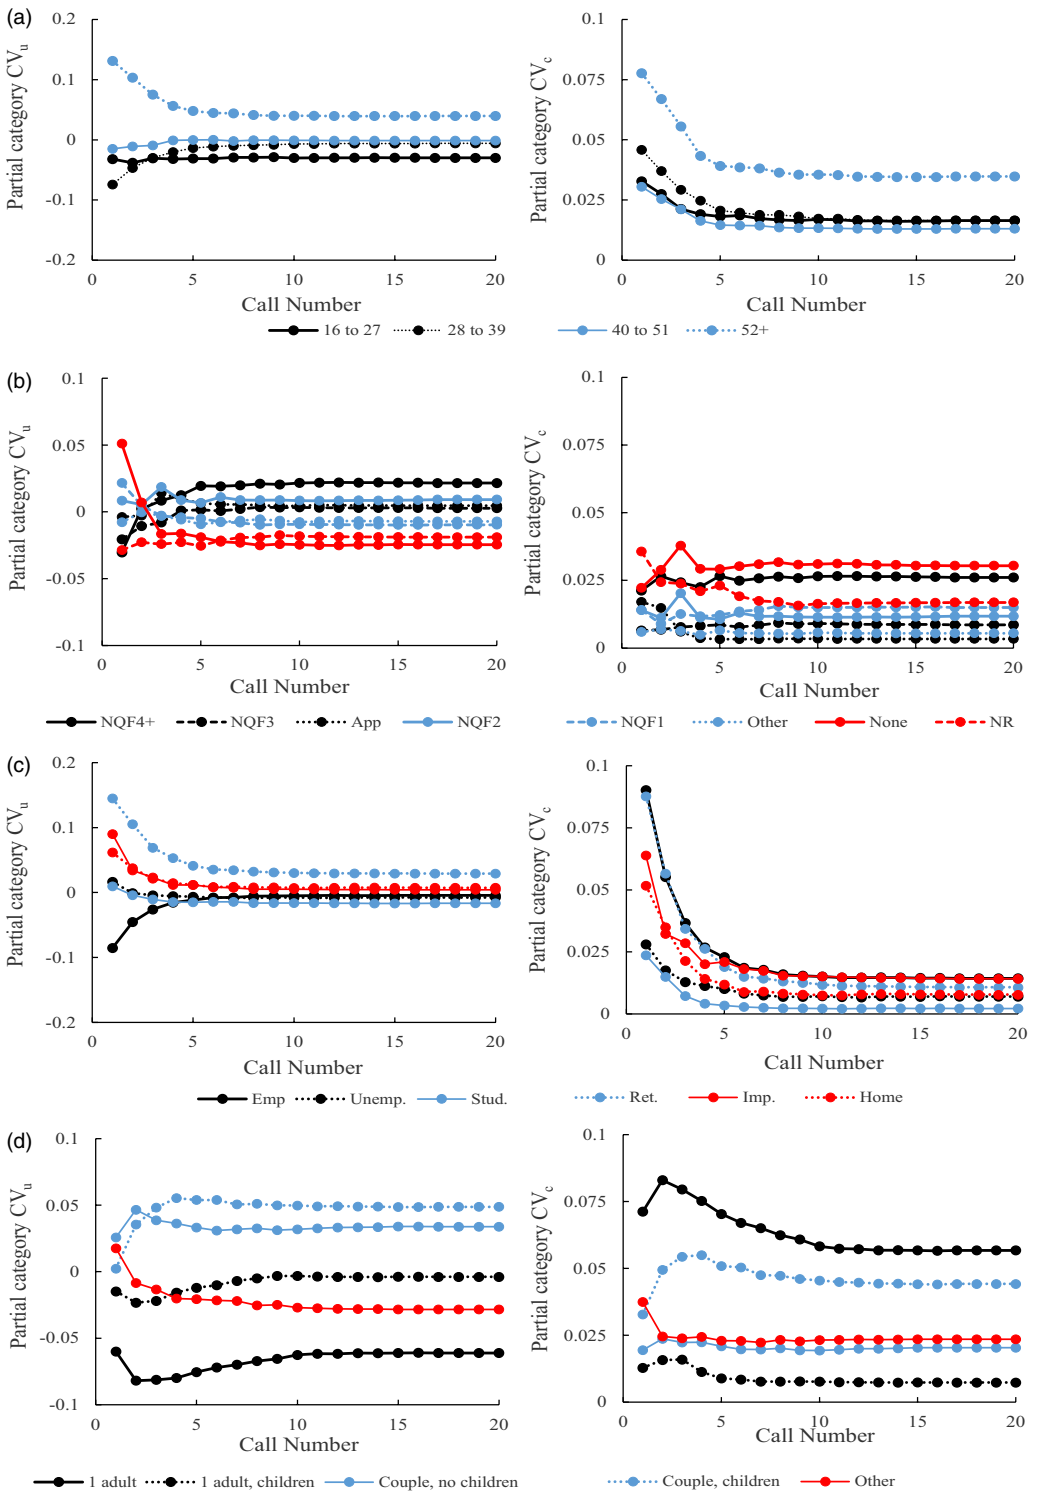 (a)
0.2
0.1
0
-0.1
-0.2
Partial category CVu
0 5 10 15 20
Call Number
0.1
0.075
0.05
0.025
0
Partial category CVc
0 5 10 15 20
Call Number
16 to 27 28 to 39 40 to 51 52+
(b)
0.1
0.05
0
-0.05
-0.1
Partial category CVu
0 5 10 15 20
Call Number
0.1
0.075
0.05
0.025
0
Partial category CVc
0 5 10 15 20
Call Number
NQF4+ NQF3 App NQF2 NQF1 Other None NR
(c)
0.2
0.1
0
-0.1
-0.2
Partial category CVu
0 5 10 15 20
Call Number
0.1
0.075
0.05
0.025
0
Partial category CVc
0 5 10 15 20
Call Number
Emp Unemp. Stud. Ret. Imp. Home
(d)
0.1
0.05
0
-0.05
-0.1
Partial category CVu
0 5 10 15 20
Call Number
0.1
0.075
0.05
0.025
0
Partial category CVc
0 5 10 15 20
Call Number
1 adult 1 adult, children Couple, no children Couple, children Other